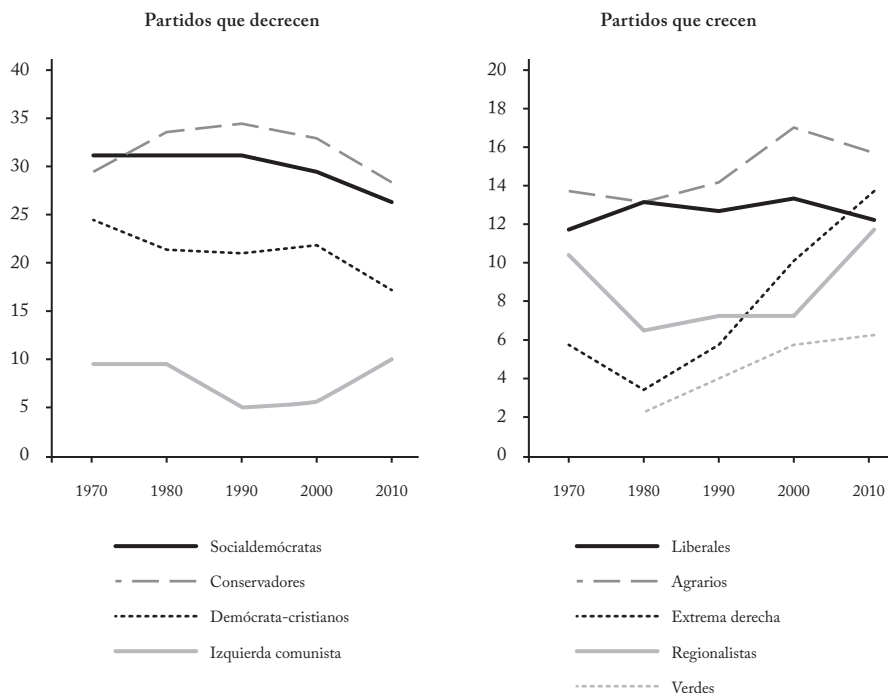 Partidos que decrecen
40
35
30
25
20
15
10
5
0
1970 1980 1990 2000 2010
Socialdemócratas
Conservadores
Demócrata-cristianos
Izquierda comunista
Partidos que crecen
20
18
16
14
12
10
8
6
4
2
0
1970 1980 1990 2000 2010
Liberales
Agrarios
Extrema derecha
Regionalistas
Verdes